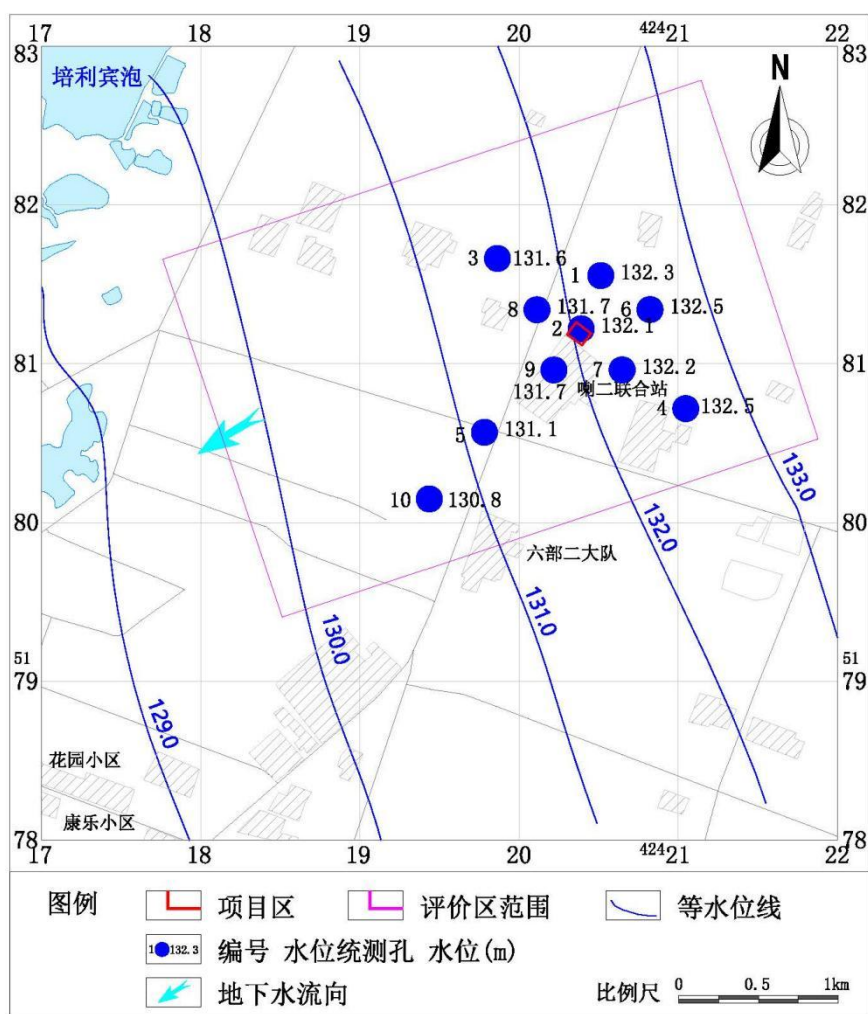 17 18 19 20 ⁴²⁴21 22
83 83
培利宾泡
N
82 82
3 131.6
1 132.3
8 131.7
6 132.5
2 132.1
81 81
9 131.7
7 132.2
喇二联合站
4 132.5
5 131.1
133.0
10 130.8
80 80
132.0
六部二大队
131.0
130.0
51 51
79 79
129.0
花园小区
康乐小区
78 78
17 18 19 20 ⁴²⁴21 22
图例 项目区 评价区范围 等水位线
1 132.3 编号 水位统测孔 水位(m)
地下水流向 比例尺 0 0.5 1km